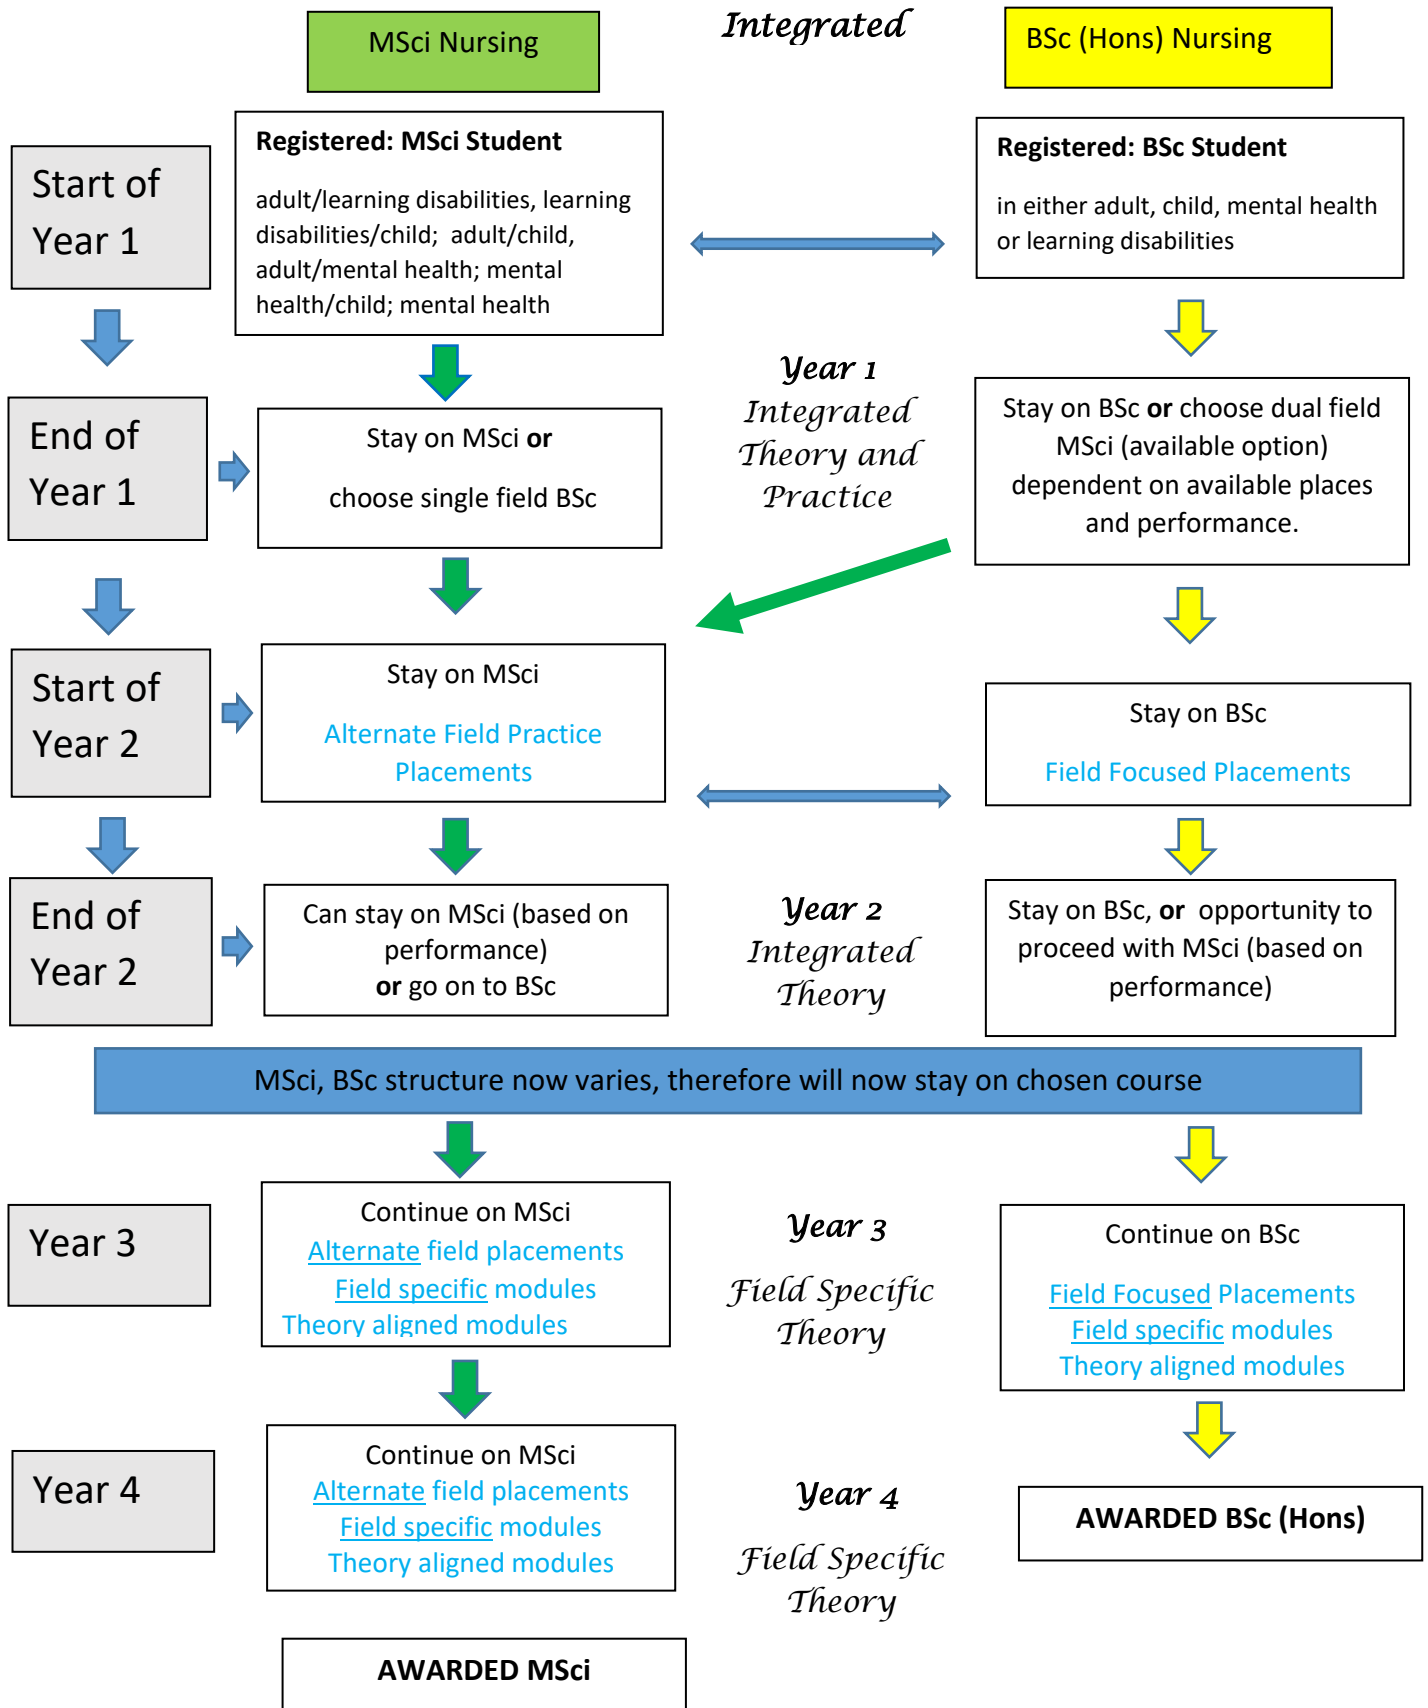 MSci Nursing
Integrated
BSc (Hons) Nursing
Start of
Year 1
Registered: MSci Student
adult/learning disabilities, learning
disabilities/child; adult/child,
adult/mental health; mental
health/child; mental health
Registered: BSc Student
in either adult, child, mental health
or learning disabilities
End of
Year 1
Stay on MSci or
choose single field BSc
Year 1
Integrated
Theory and
Practice
Stay on BSc or choose dual field
MSci (available option)
dependent on available places
and performance.
Start of
Year 2
Stay on MSci
Alternate Field Practice
Placements
Stay on BSc
Field Focused Placements
End of
Year 2
Can stay on MSci (based on
performance)
or go on to BSc
Year 2
Integrated
Theory
Stay on BSc, or opportunity to
proceed with MSci (based on
performance)
MSci, BSc structure now varies, therefore will now stay on chosen course
Year 3
Continue on MSci
Alternate field placements
Field specific modules
Theory aligned modules
Year 3
Field Specific
Theory
Continue on BSc
Field Focused Placements
Field specific modules
Theory aligned modules
Year 4
Continue on MSci
Alternate field placements
Field specific modules
Theory aligned modules
Year 4
Field Specific
Theory
AWARDED BSc (Hons)
AWARDED MSci